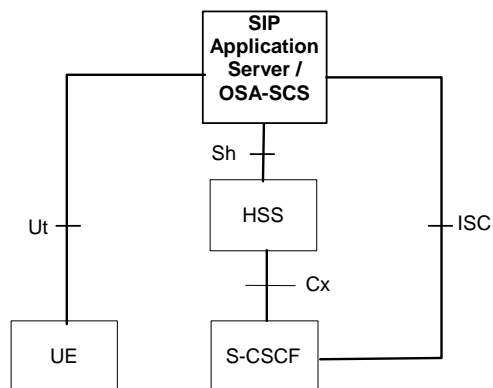 SIP
Application
Server /
OSA-SCS
Sh
HSS
Ut
ISC
Cx
UE
S-CSCF